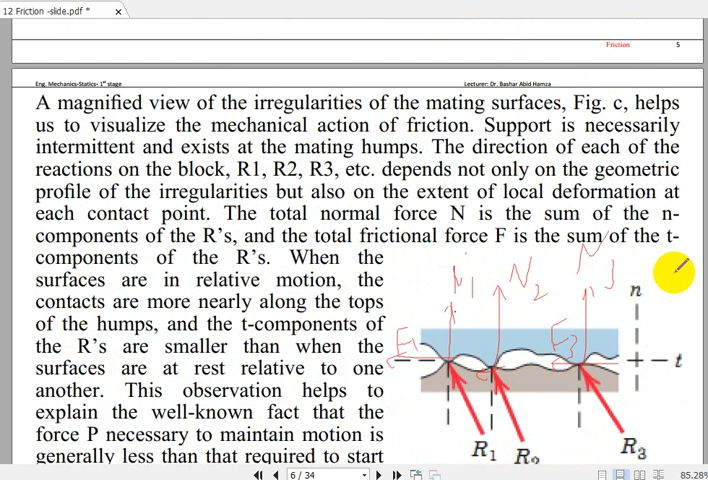 12 Friction -slide.pdf *
Friction
5
Eng. Mechanics-Statics- 1st stage
Lecturer: Dr. Bashar Abid Hamza
A magnified view of the irregularities of the mating surfaces, Fig. c, helps
us to visualize the mechanical action of friction. Support is necessarily
intermittent and exists at the mating humps. The direction of each of the
reactions on the block, R1, R2, R3, etc. depends not only on the geometric
profile of the irregularities but also on the extent of local deformation at
each contact point. The total normal force N is the sum of the n-
components of the R's, and the total frictional force F is the sum of the t-
components of the R's. When the
surfaces are in relative motion, the
contacts are more nearly along the tops
of the humps, and the t-components of
the R's are smaller than when the
surfaces are at rest relative to one
another. This observation helps to
explain the well-known fact that the
force P necessary to maintain motion is
generally less than that required to start
N1
N2
N3
n
F1
F3
t
R1
R2
R3
6 / 34
85.28%